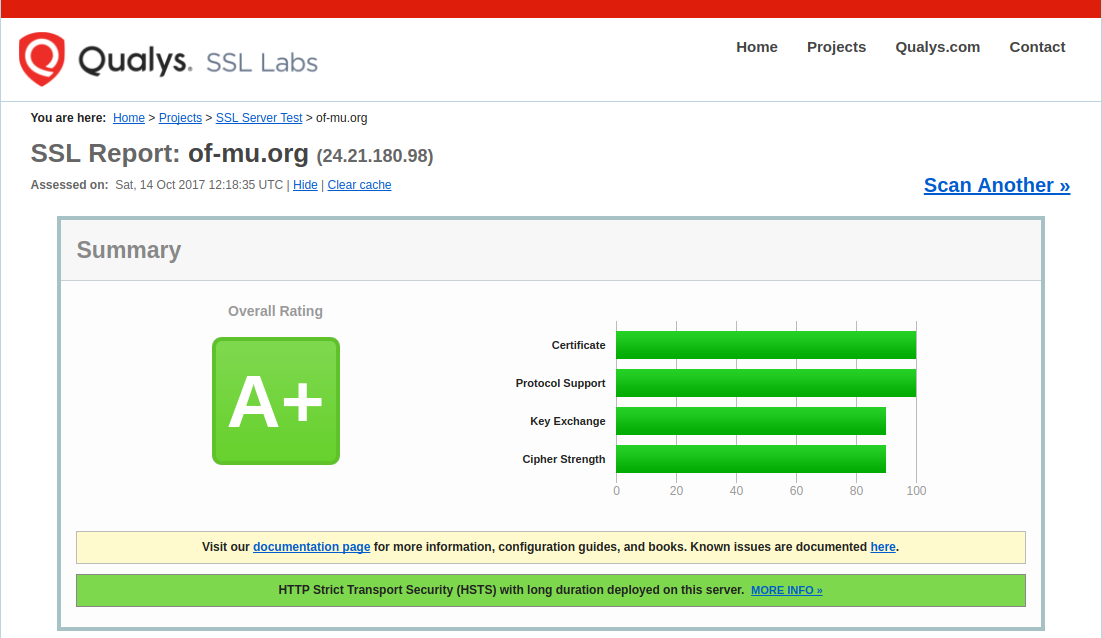 Qualys. SSL Labs
Home Projects Qualys.com Contact
You are here: Home > Projects > SSL Server Test > of-mu.org
SSL Report: of-mu.org (24.21.180.98)
Assessed on: Sat, 14 Oct 2017 12:18:35 UTC | Hide | Clear cache
Scan Another »
Summary
Overall Rating
A+
Certificate
Protocol Support
Key Exchange
Cipher Strength
0 20 40 60 80 100
Visit our documentation page for more information, configuration guides, and books. Known issues are documented here.
HTTP Strict Transport Security (HSTS) with long duration deployed on this server. MORE INFO »